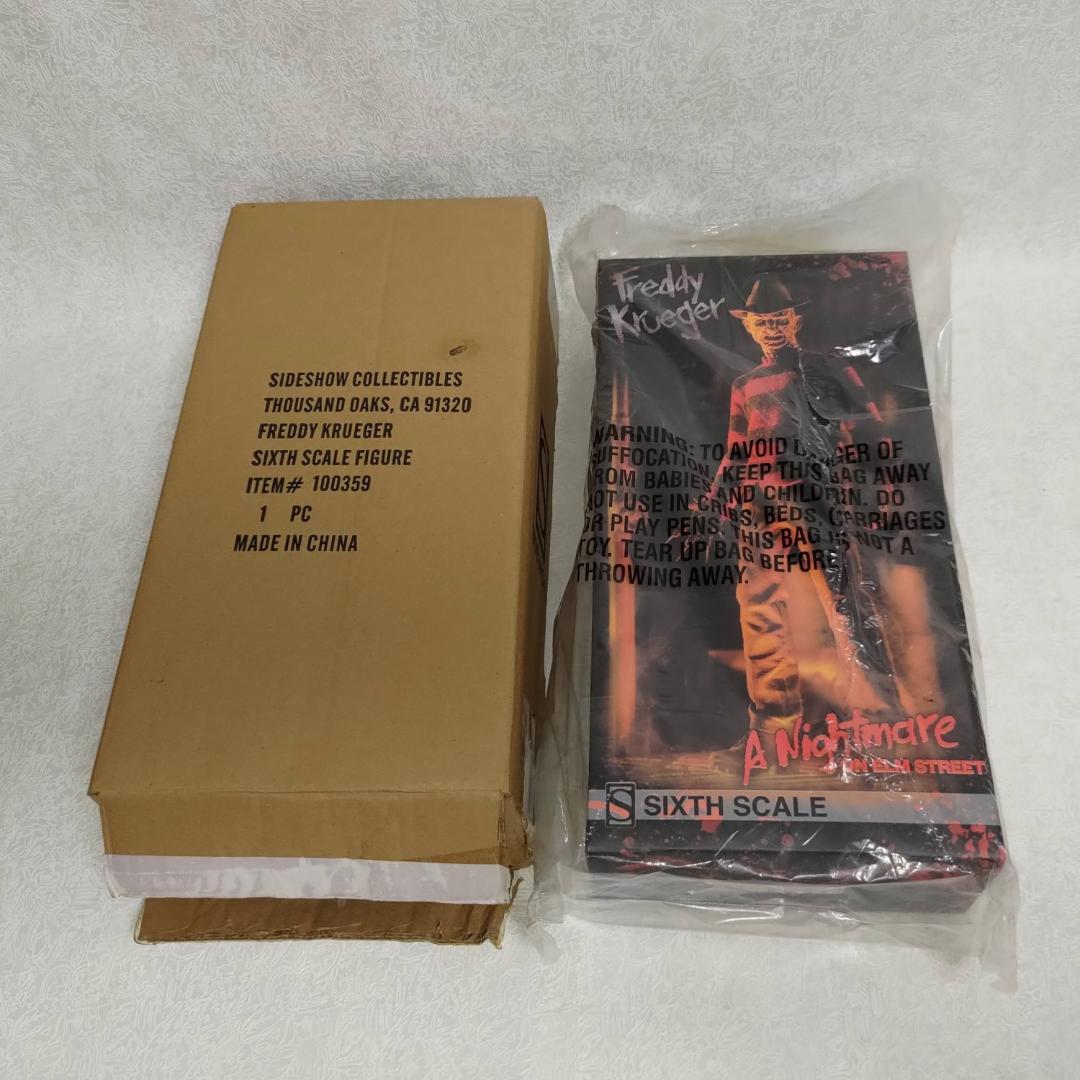 SIDESHOW COLLECTIBLES
THOUSAND OAKS, CA 91320
FREDDY KRUEGER
SIXTH SCALE FIGURE
ITEM# 100359
1 PC
MADE IN CHINA
Freddy
Krueger
WARNING: TO AVOID DANGER OF
SUFFOCATION, KEEP THIS BAG AWAY
FROM BABIES AND CHILDREN. DO
NOT USE IN CRIBS, BEDS, CARRIAGES
OR PLAY PENS. THIS BAG IS NOT A
TOY. TEAR UP BAG BEFORE
THROWING AWAY.
A Nightmare
ON ELM STREET
S SIXTH SCALE